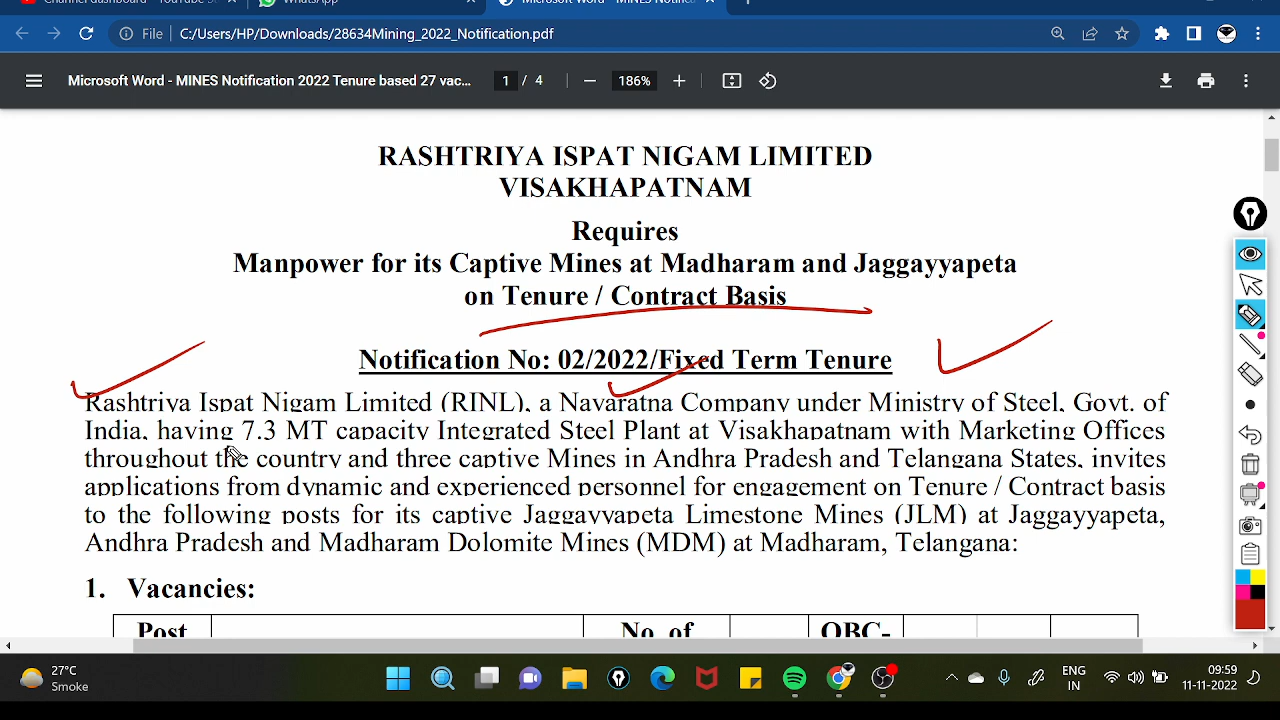 WhatsApp
File C:/Users/HP/Downloads/28634Mining_2022_Notification.pdf
Microsoft Word - MINES Notification 2022 Tenure based 27 vac... 1 / 4 186%
RASHTRIYA ISPAT NIGAM LIMITED
VISAKHAPATNAM
Requires
Manpower for its Captive Mines at Madharam and Jaggayyapeta
on Tenure / Contract Basis
Notification No: 02/2022/Fixed Term Tenure
Rashtriya Ispat Nigam Limited (RINL), a Navaratna Company under Ministry of Steel, Govt. of
India, having 7.3 MT capacity Integrated Steel Plant at Visakhapatnam with Marketing Offices
throughout the country and three captive Mines in Andhra Pradesh and Telangana States, invites
applications from dynamic and experienced personnel for engagement on Tenure / Contract basis
to the following posts for its captive Jaggayyapeta Limestone Mines (JLM) at Jaggayyapeta,
Andhra Pradesh and Madharam Dolomite Mines (MDM) at Madharam, Telangana:
1. Vacancies:
Post No. of OBC-
27°C
Smoke
ENG
IN
09:59
11-11-2022